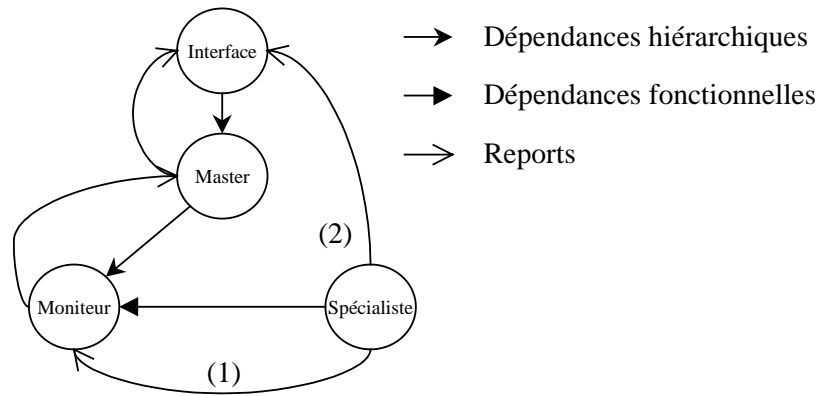 Interface
Master
Moniteur
Spécialiste
(2)
(1)
Dépendances hiérarchiques
Dépendances fonctionnelles
Reports